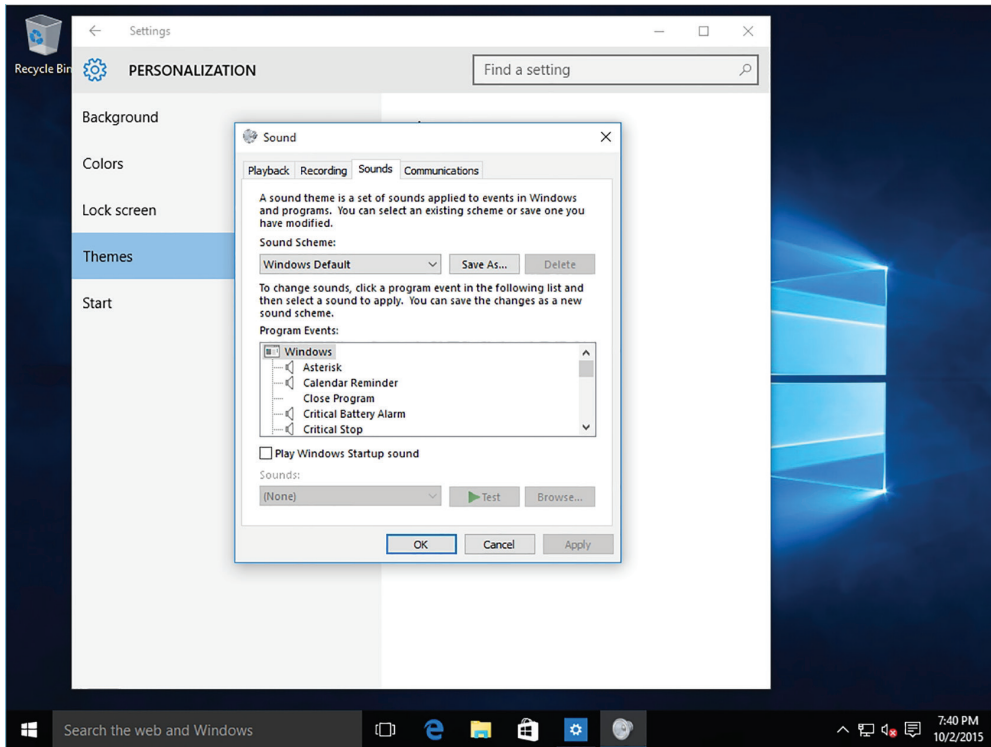 Recycle Bin
Settings
PERSONALIZATION
Find a setting
Background
Colors
Lock screen
Themes
Start
Sound
Playback Recording Sounds Communications
A sound theme is a set of sounds applied to events in Windows
and programs. You can select an existing scheme or save one you
have modified.
Sound Scheme:
Windows Default Save As... Delete
To change sounds, click a program event in the following list and
then select a sound to apply. You can save the changes as a new
sound scheme.
Program Events:
Windows
Asterisk
Calendar Reminder
Close Program
Critical Battery Alarm
Critical Stop
Play Windows Startup sound
Sounds:
(None) Test Browse...
OK Cancel Apply
Search the web and Windows
7:40 PM
10/2/2015